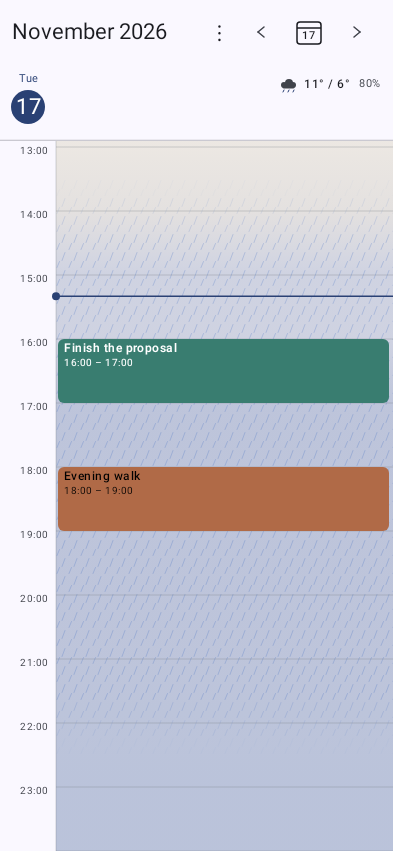 November 2026
17
Tue
17
11° / 6° 80%
13:00
14:00
15:00
16:00
Finish the proposal
16:00 – 17:00
17:00
18:00
Evening walk
18:00 – 19:00
19:00
20:00
21:00
22:00
23:00